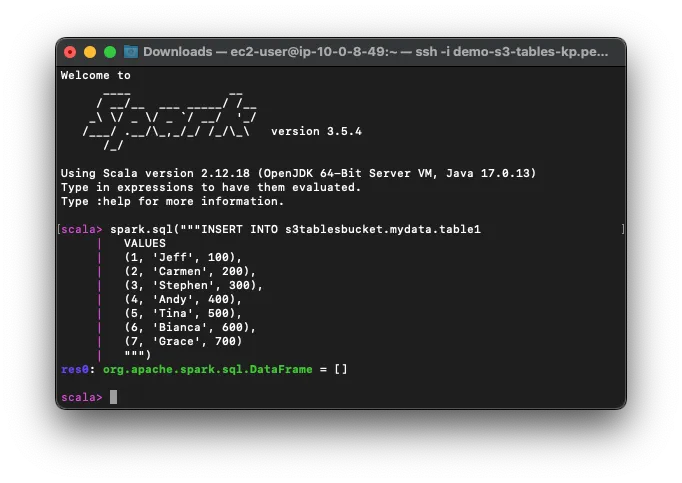 Downloads — ec2-user@ip-10-0-8-49:~ — ssh -i demo-s3-tables-kp.pe...
Welcome to
      ____              __
     / __/__  ___ _____/ /__
    _\ \/ _ \/ _ `/ __/  '_/
   /___/ .__/\_,_/_/ /_/\_\   version 3.5.4
      /_/
Using Scala version 2.12.18 (OpenJDK 64-Bit Server VM, Java 17.0.13)
Type in expressions to have them evaluated.
Type :help for more information.
[scala> spark.sql("""INSERT INTO s3tablesbucket.mydata.table1 ]
     |   VALUES
     |   (1, 'Jeff', 100),
     |   (2, 'Carmen', 200),
     |   (3, 'Stephen', 300),
     |   (4, 'Andy', 400),
     |   (5, 'Tina', 500),
     |   (6, 'Bianca', 600),
     |   (7, 'Grace', 700)
     |   """)
res0: org.apache.spark.sql.DataFrame = []
scala>